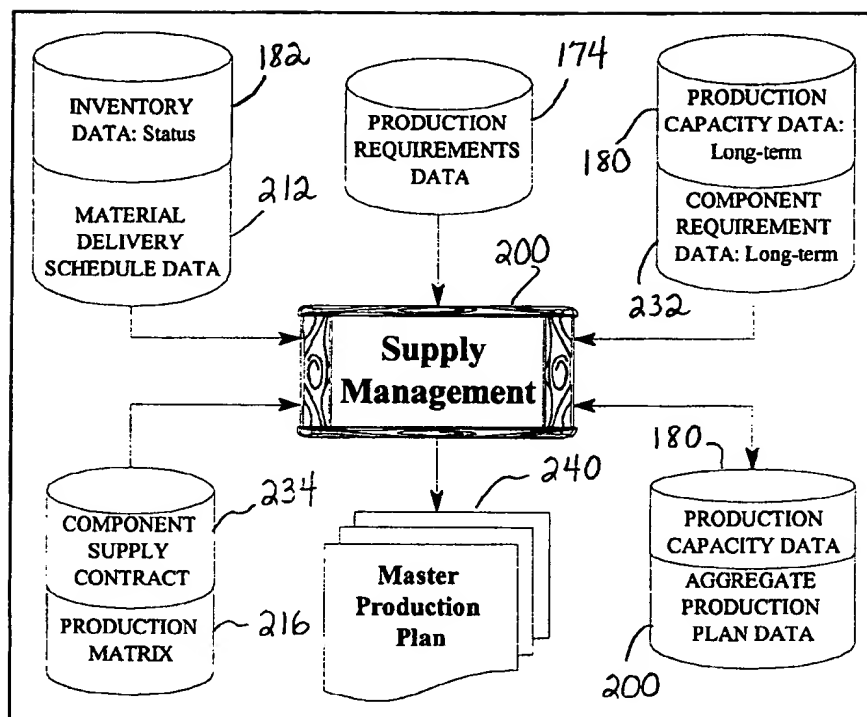 182
INVENTORY
DATA: Status
212
MATERIAL
DELIVERY
SCHEDULE DATA
174
PRODUCTION
REQUIREMENTS
DATA
PRODUCTION
CAPACITY DATA:
Long-term
180
COMPONENT
REQUIREMENT
DATA: Long-term
232
200
Supply
Management
234
COMPONENT
SUPPLY
CONTRACT
PRODUCTION
MATRIX
216
240
Master
Production
Plan
180
PRODUCTION
CAPACITY DATA
AGGREGATE
PRODUCTION
PLAN DATA
200